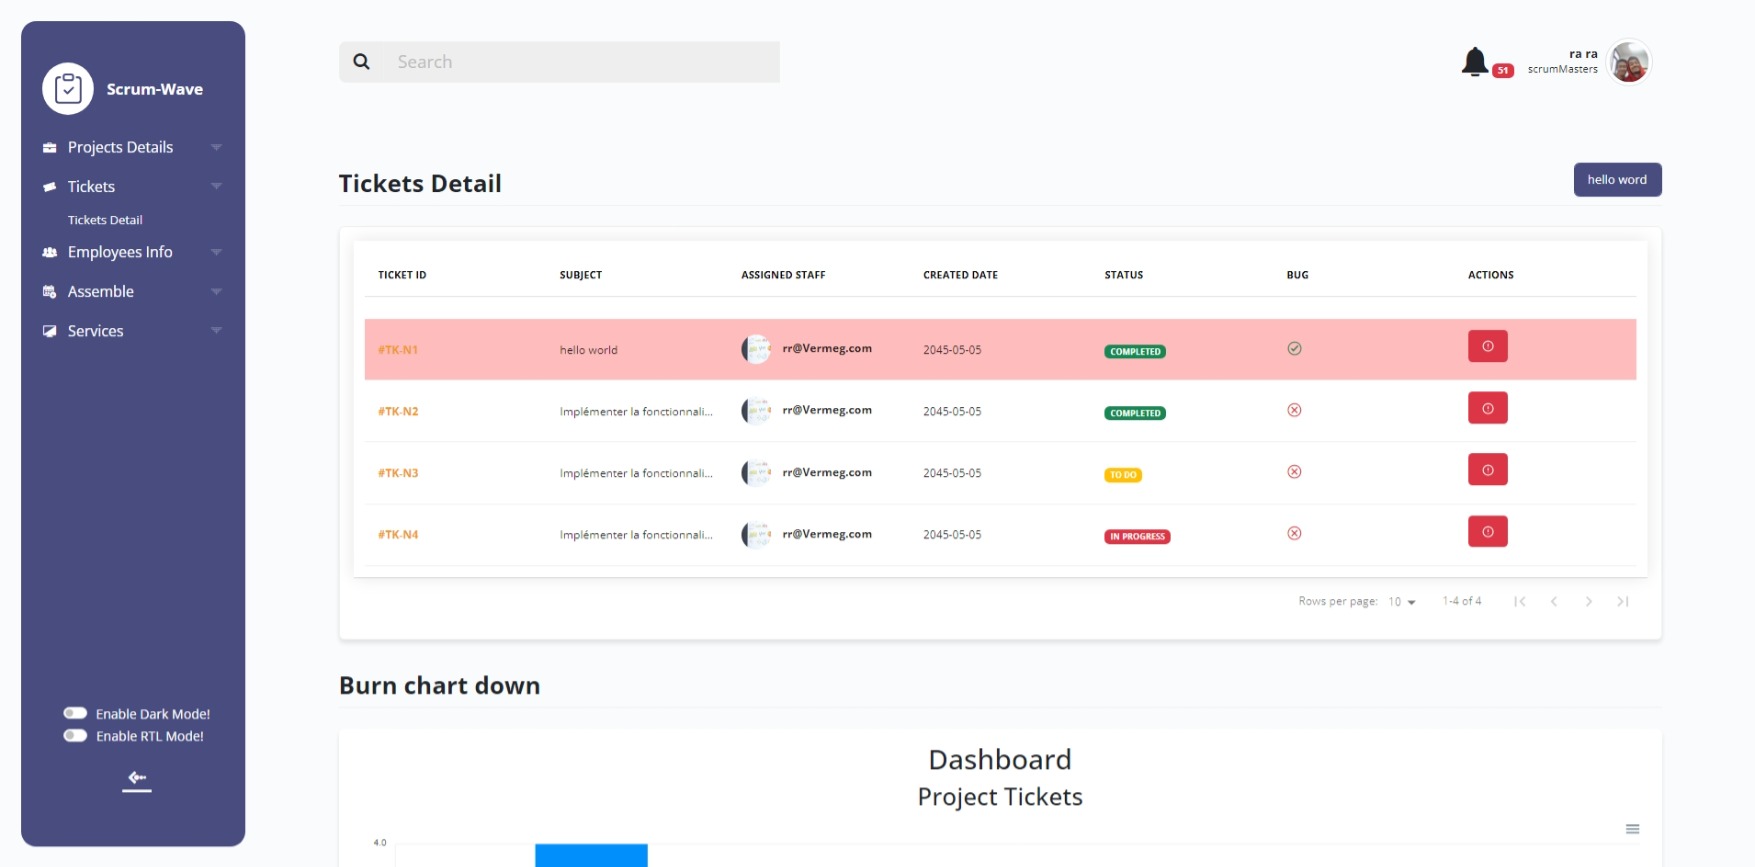 Scrum-Wave
Projects Details
Tickets
Tickets Detail
Employees Info
Assemble
Services
Enable Dark Mode!
Enable RTL Mode!
Search
51
ra ra
scrumMasters
Tickets Detail
hello word
TICKET ID SUBJECT ASSIGNED STAFF CREATED DATE STATUS BUG ACTIONS
#TK-N1 hello world rr@Vermeg.com 2045-05-05 COMPLETED
#TK-N2 Implémenter la fonctionnali... rr@Vermeg.com 2045-05-05 COMPLETED
#TK-N3 Implémenter la fonctionnali... rr@Vermeg.com 2045-05-05 TO DO
#TK-N4 Implémenter la fonctionnali... rr@Vermeg.com 2045-05-05 IN PROGRESS
Rows per page: 10 1-4 of 4
Burn chart down
Dashboard
Project Tickets
4.0